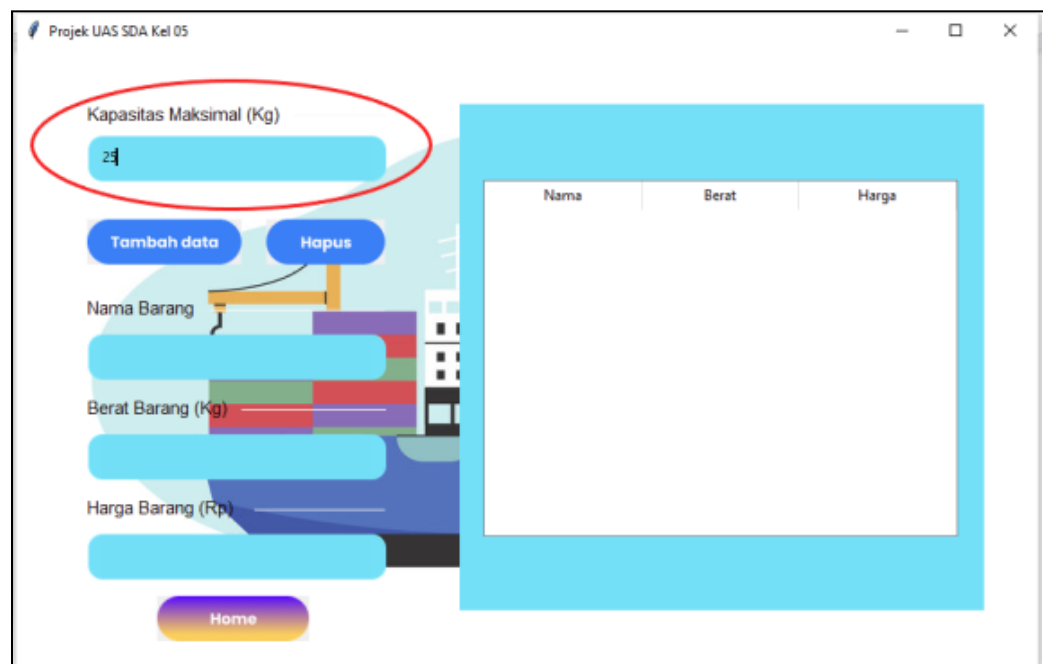 Projek UAS SDA Kel 05
Kapasitas Maksimal (Kg)
25
Tambah data
Hapus
Nama Barang
Berat Barang (Kg)
Harga Barang (Rp)
Home
Nama Berat Harga